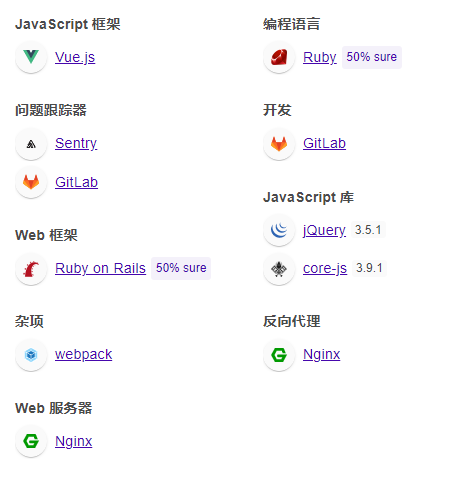 JavaScript 框架
Vue.js
问题跟踪器
Sentry
GitLab
Web 框架
Ruby on Rails 50% sure
杂项
webpack
Web 服务器
Nginx
编程语言
Ruby 50% sure
开发
GitLab
JavaScript 库
jQuery 3.5.1
core-js 3.9.1
反向代理
Nginx